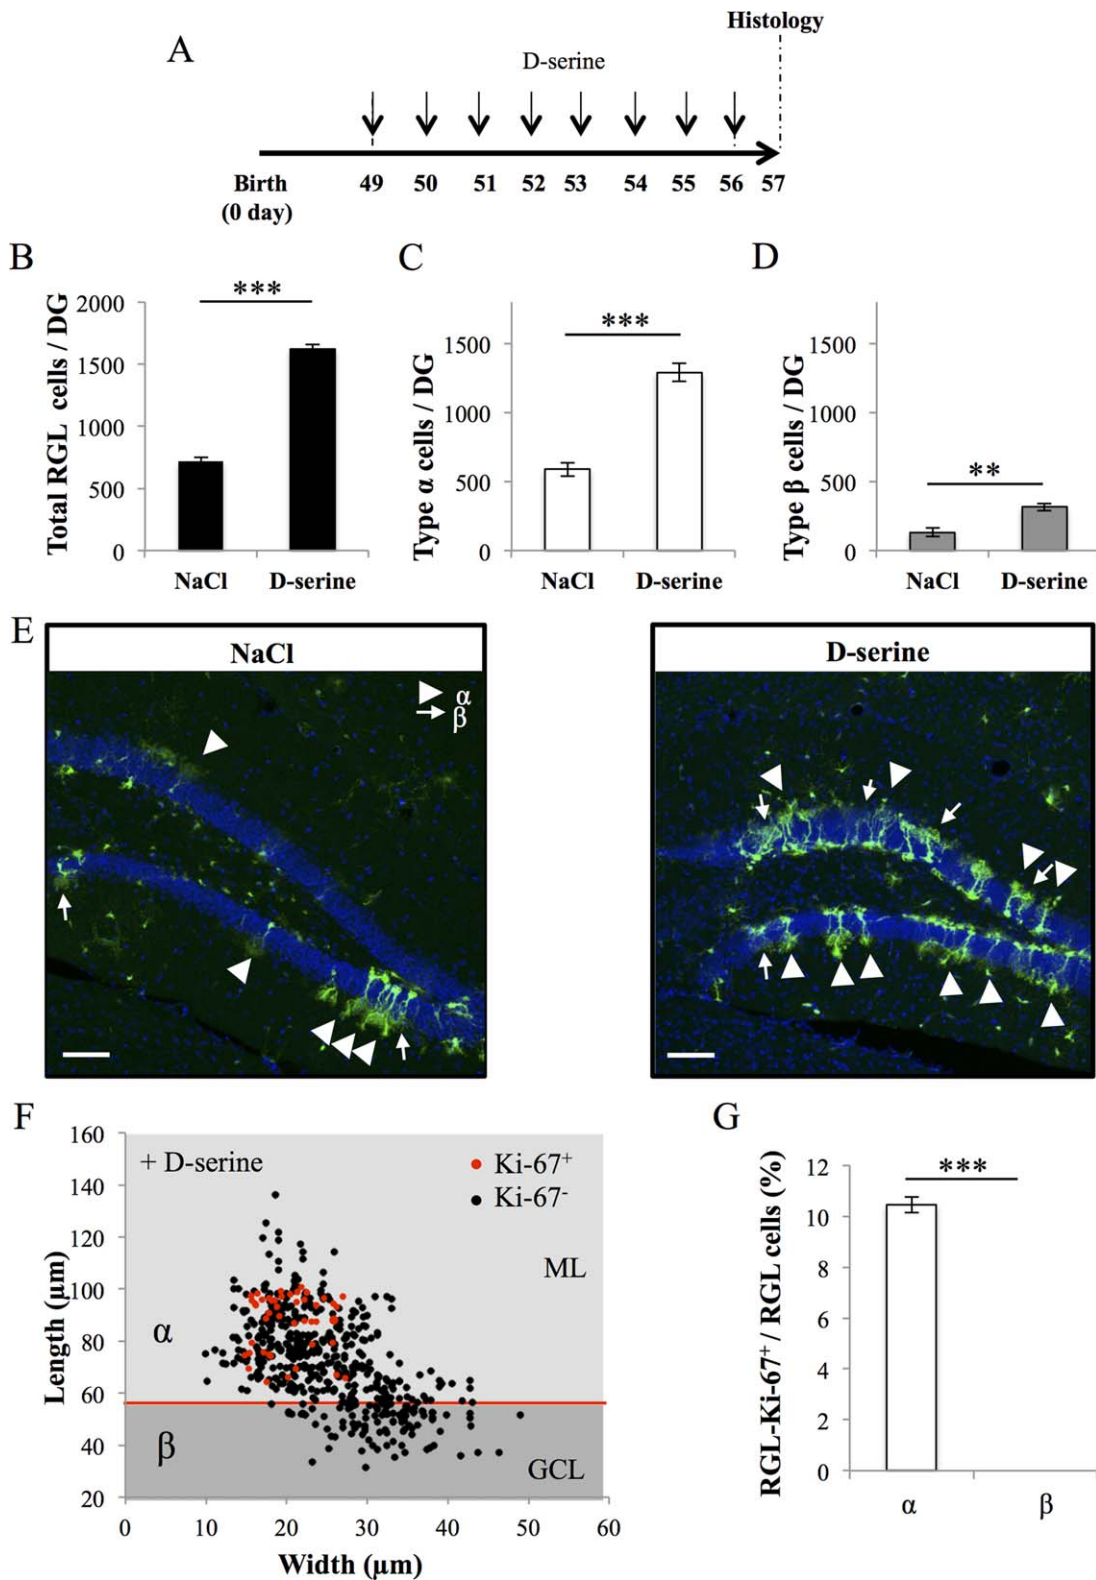 A
Histology
D-serine
Birth
(0 day)
49 50 51 52 53 54 55 56 57
B
Total RGL cells / DG
2000
1500
1000
500
0
***
NaCl D-serine
C
Type α cells / DG
1500
1000
500
0
***
NaCl D-serine
D
Type β cells / DG
1500
1000
500
0
**
NaCl D-serine
E
NaCl
α
β
D-serine
F
Length (µm)
160
140
120
100
80
60
40
20
+ D-serine
Ki-67+
Ki-67-
ML
α
β
GCL
0 10 20 30 40 50 60
Width (µm)
G
RGL-Ki-67+ / RGL cells (%)
12
10
8
6
4
2
0
***
α β